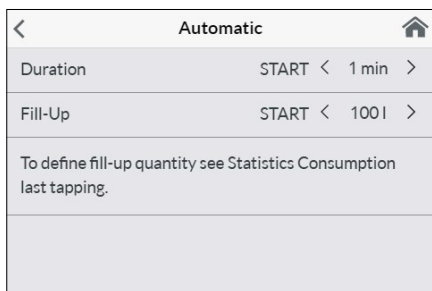 Automatic
Duration START < 1 min >
Fill-Up START < 100 l >
To define fill-up quantity see Statistics Consumption
last tapping.